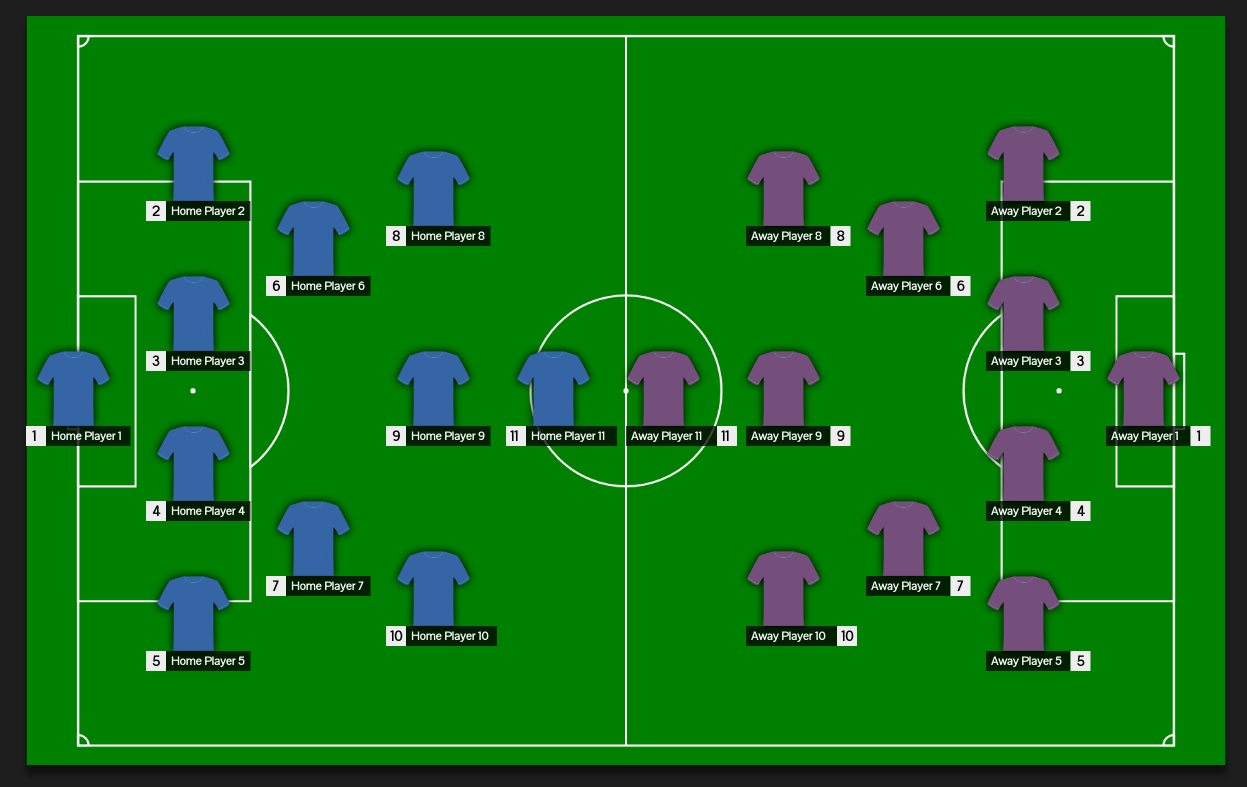 2 Home Player 2
Away Player 2 2
8 Home Player 8
Away Player 8 8
6 Home Player 6
Away Player 6 6
3 Home Player 3
Away Player 3 3
1 Home Player 1
9 Home Player 9
11 Home Player 11
Away Player 11 11
Away Player 9 9
Away Player 1 1
4 Home Player 4
Away Player 4 4
7 Home Player 7
Away Player 7 7
10 Home Player 10
Away Player 10 10
5 Home Player 5
Away Player 5 5